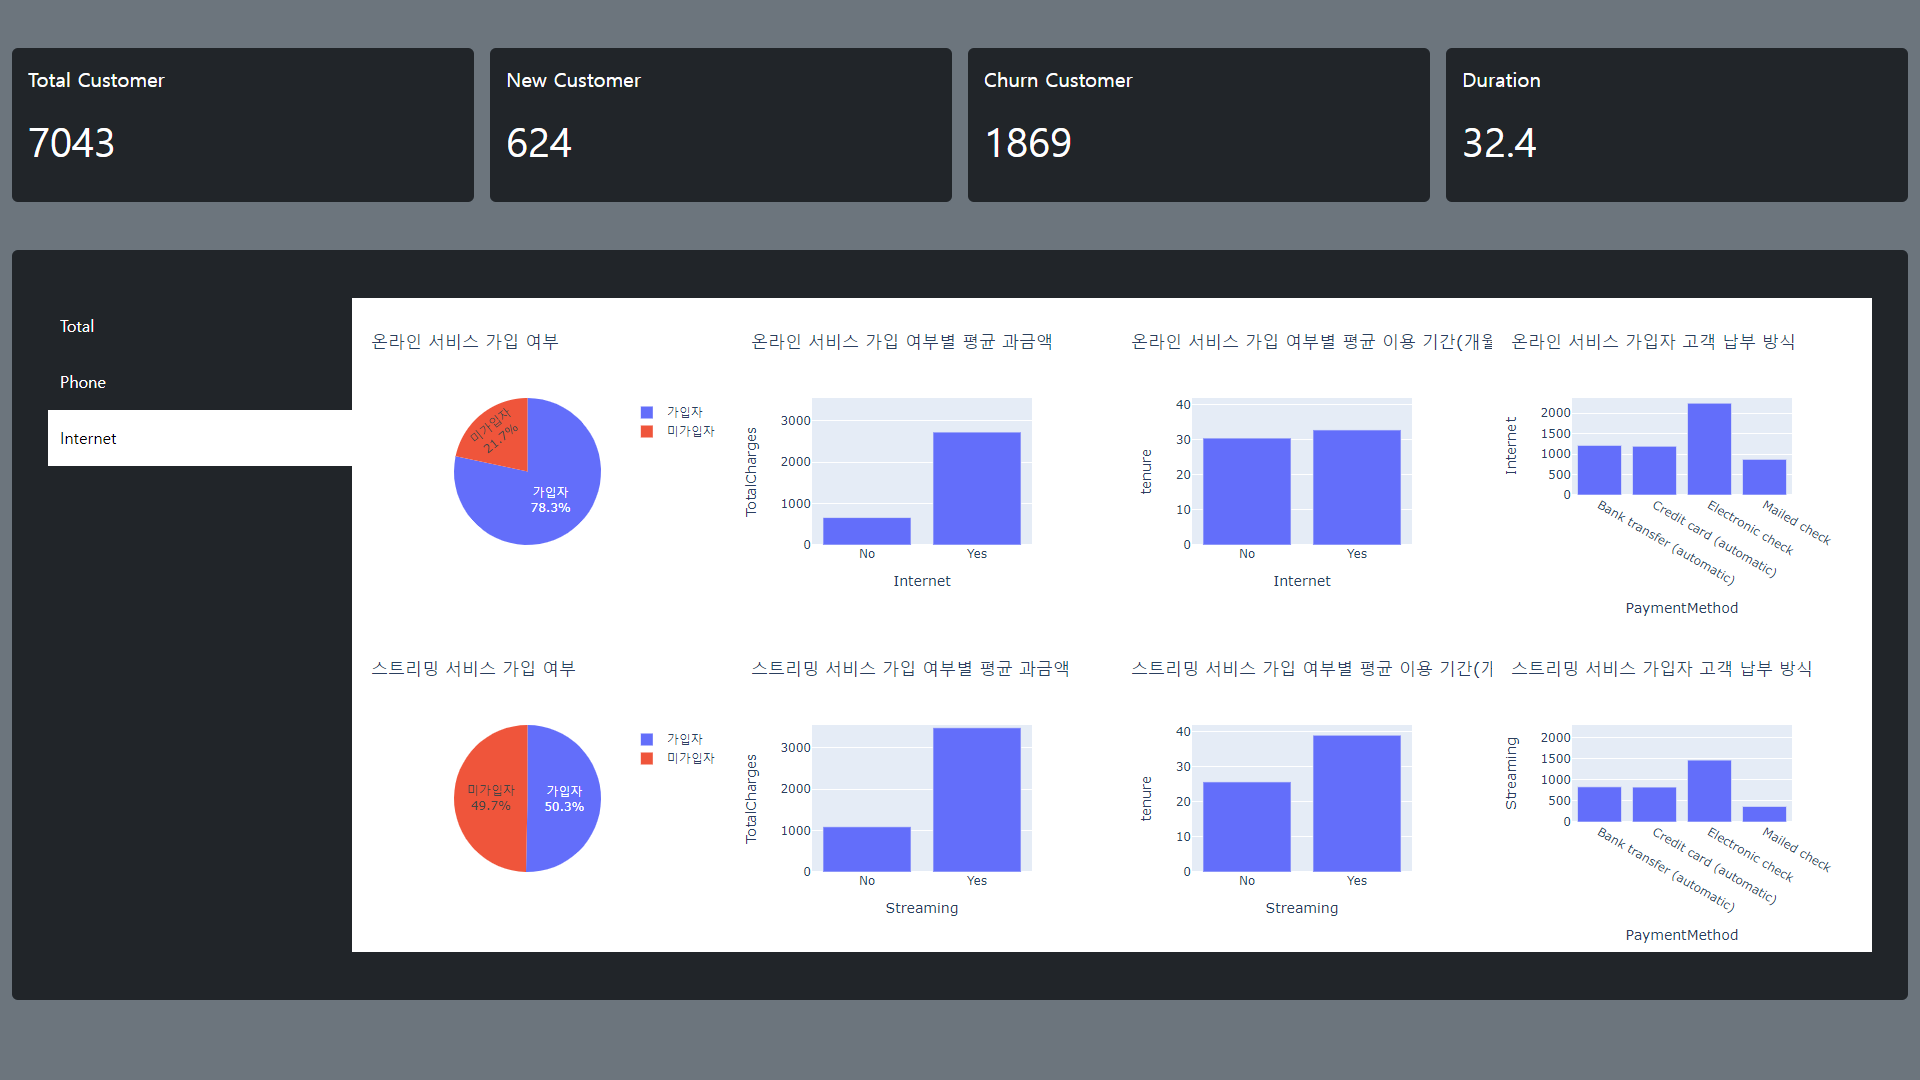 Total Customer
7043
New Customer
624
Churn Customer
1869
Duration
32.4
Total
Phone
Internet
온라인 서비스 가입 여부
미가입자
21.7%
가입자
78.3%
가입자
미가입자
온라인 서비스 가입 여부별 평균 과금액
TotalCharges
3000
2000
1000
0
No
Yes
Internet
온라인 서비스 가입 여부별 평균 이용 기간(개월
tenure
40
30
20
10
0
No
Yes
Internet
온라인 서비스 가입자 고객 납부 방식
Internet
2000
1500
1000
500
0
Bank transfer (automatic)
Credit card (automatic)
Electronic check
Mailed check
PaymentMethod
스트리밍 서비스 가입 여부
미가입자
49.7%
가입자
50.3%
가입자
미가입자
스트리밍 서비스 가입 여부별 평균 과금액
TotalCharges
3000
2000
1000
0
No
Yes
Streaming
스트리밍 서비스 가입 여부별 평균 이용 기간(
tenure
40
30
20
10
0
No
Yes
Streaming
스트리밍 서비스 가입자 고객 납부 방식
Streaming
2000
1500
1000
500
0
Bank transfer (automatic)
Credit card (automatic)
Electronic check
Mailed check
PaymentMethod